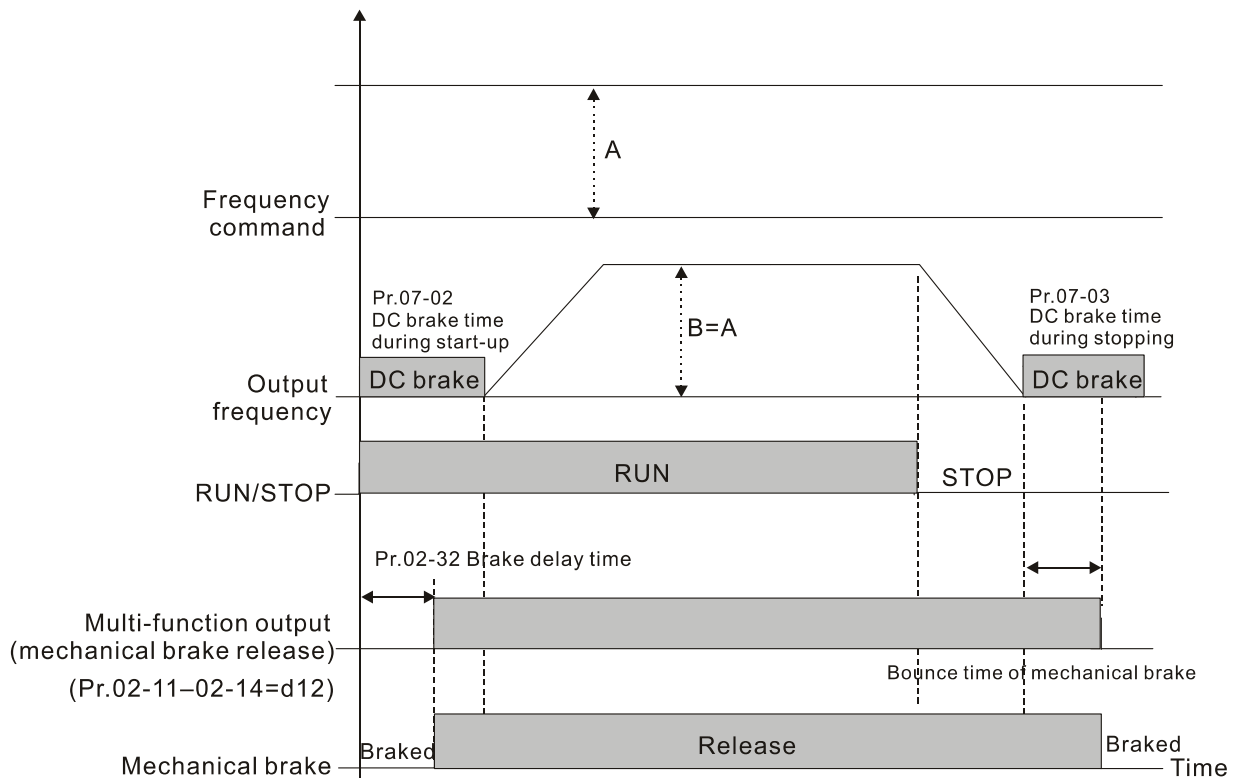 A
Frequency
command
Pr.07-02
DC brake time
during start-up
Pr.07-03
DC brake time
during stopping
B=A
DC brake
DC brake
Output
frequency
RUN
STOP
RUN/STOP
Pr.02-32 Brake delay time
Multi-function output
(mechanical brake release)
(Pr.02-11–02-14=d12)
Bounce time of mechanical brake
Braked
Release
Braked
Mechanical brake
Time